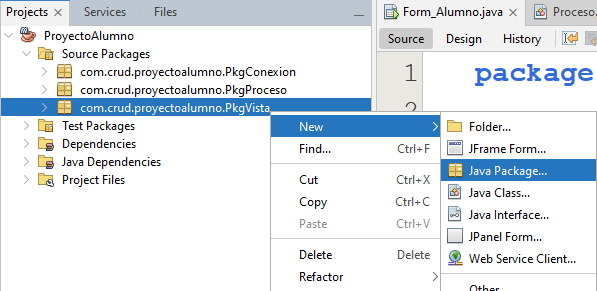 Projects × Services Files
ProyectoAlumno
Source Packages
com.crud.proyectoalumno.PkgConexion
com.crud.proyectoalumno.PkgProceso
com.crud.proyectoalumno.PkgVista
Test Packages
Dependencies
Java Dependencies
Project Files
Form_Alumno.java × Proceso.
Source Design History
1 package
2
New
Find... Ctrl+F
Cut Ctrl+X
Copy Ctrl+C
Paste Ctrl+V
Delete Delete
Refactor
Folder...
JFrame Form...
Java Package...
Java Class...
Java Interface...
JPanel Form...
Web Service Client...
Other